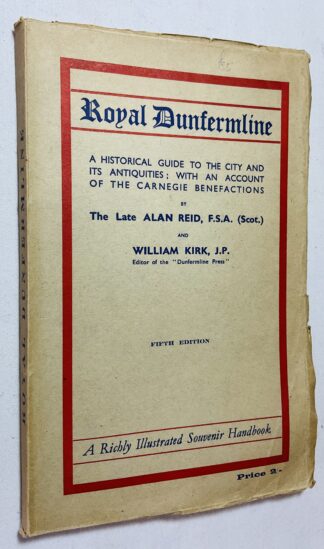 Royal Dunfermline
A HISTORICAL GUIDE TO THE CITY AND
ITS ANTIQUITIES; WITH AN ACCOUNT
OF THE CARNEGIE BENEFACTIONS
BY
The Late ALAN REID, F.S.A. (Scot.)
AND
WILLIAM KIRK, J.P.
Editor of the "Dunfermline Press"
FIFTH EDITION
A Richly Illustrated Souvenir Handbook
Price 2/-
ROYAL DUNFERMLINE